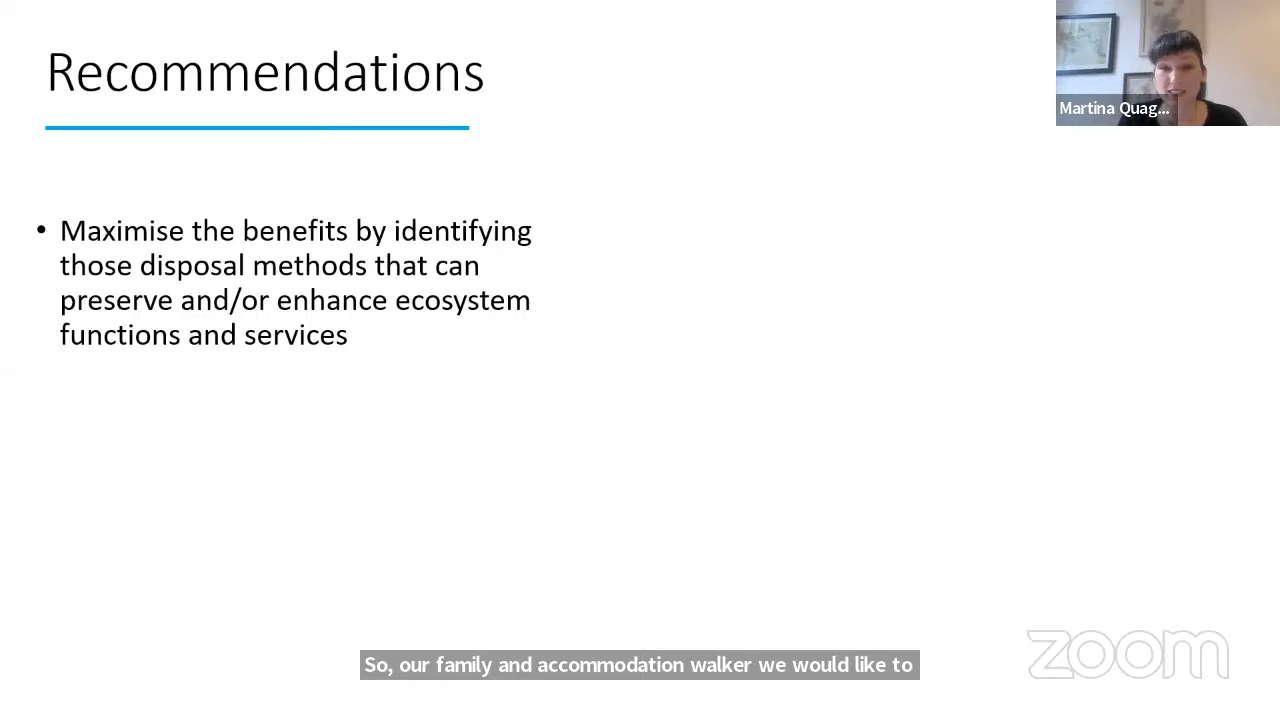 Recommendations
Martina Quag...
• Maximise the benefits by identifying
those disposal methods that can
preserve and/or enhance ecosystem
functions and services
zoom
So, our family and accommodation walker we would like to